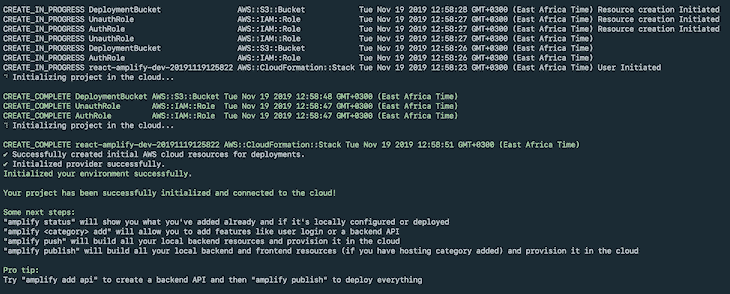 CREATE_IN_PROGRESS DeploymentBucket AWS::S3::Bucket Tue Nov 19 2019 12:58:28 GMT+0300 (East Africa Time) Resource creation Initiated
CREATE_IN_PROGRESS UnauthRole AWS::IAM::Role Tue Nov 19 2019 12:58:27 GMT+0300 (East Africa Time) Resource creation Initiated
CREATE_IN_PROGRESS AuthRole AWS::IAM::Role Tue Nov 19 2019 12:58:27 GMT+0300 (East Africa Time) Resource creation Initiated
CREATE_IN_PROGRESS UnauthRole AWS::IAM::Role Tue Nov 19 2019 12:58:27 GMT+0300 (East Africa Time)
CREATE_IN_PROGRESS DeploymentBucket AWS::S3::Bucket Tue Nov 19 2019 12:58:26 GMT+0300 (East Africa Time)
CREATE_IN_PROGRESS AuthRole AWS::IAM::Role Tue Nov 19 2019 12:58:26 GMT+0300 (East Africa Time)
CREATE_IN_PROGRESS react-amplify-dev-20191119125822 AWS::CloudFormation::Stack Tue Nov 19 2019 12:58:23 GMT+0300 (East Africa Time) User Initiated
Initializing project in the cloud...
CREATE_COMPLETE DeploymentBucket AWS::S3::Bucket Tue Nov 19 2019 12:58:48 GMT+0300 (East Africa Time)
CREATE_COMPLETE UnauthRole AWS::IAM::Role Tue Nov 19 2019 12:58:47 GMT+0300 (East Africa Time)
CREATE_COMPLETE AuthRole AWS::IAM::Role Tue Nov 19 2019 12:58:47 GMT+0300 (East Africa Time)
Initializing project in the cloud...
CREATE_COMPLETE react-amplify-dev-20191119125822 AWS::CloudFormation::Stack Tue Nov 19 2019 12:58:51 GMT+0300 (East Africa Time)
✔ Successfully created initial AWS cloud resources for deployments.
✔ Initialized provider successfully.
Initialized your environment successfully.
Your project has been successfully initialized and connected to the cloud!
Some next steps:
"amplify status" will show you what you've added already and if it's locally configured or deployed
"amplify <category> add" will allow you to add features like user login or a backend API
"amplify push" will build all your local backend resources and provision it in the cloud
"amplify publish" will build all your local backend and frontend resources (if you have hosting category added) and provision it in the cloud
Pro tip:
Try "amplify add api" to create a backend API and then "amplify publish" to deploy everything